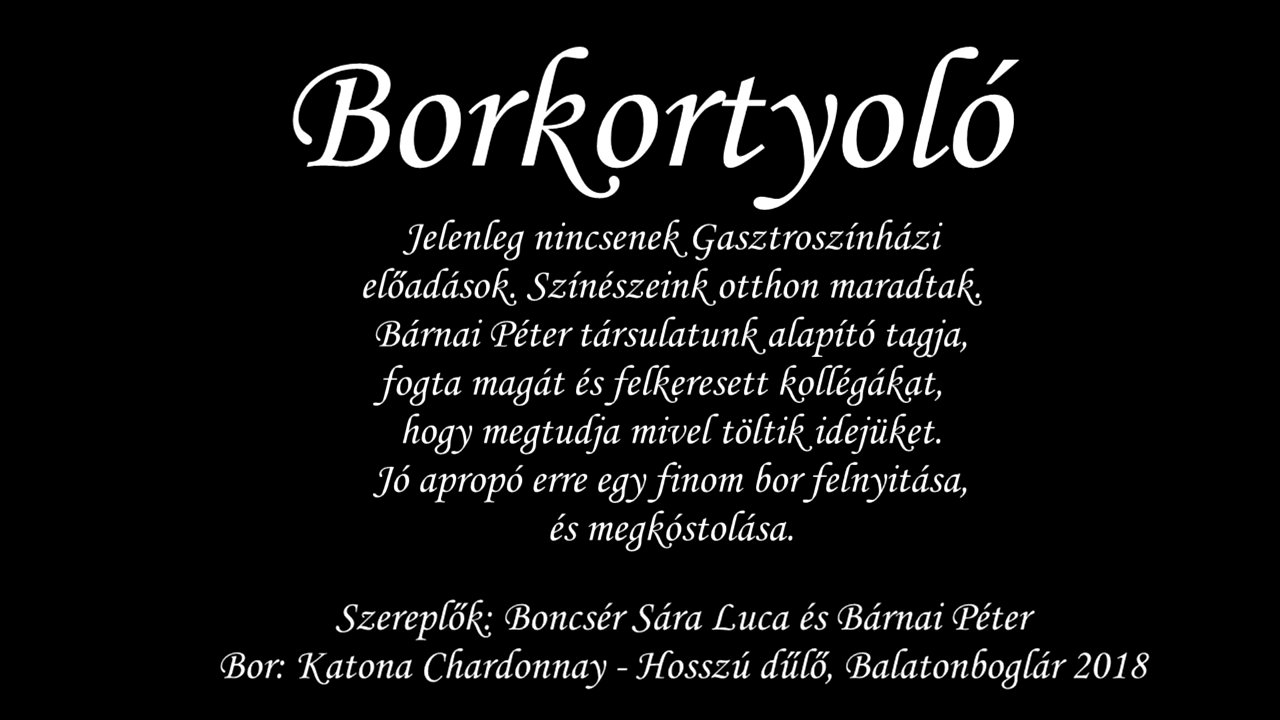 Borkortyoló
Jelenleg nincsenek Gasztroszínházi
előadások. Színészeink otthon maradtak.
Bárnai Péter társulatunk alapító tagja,
fogta magát és felkeresett kollégákat,
hogy megtudja mivel töltik idejüket.
Jó apropó erre egy finom bor felnyitása,
és megkóstolása.
Szereplők: Boncsér Sára Luca és Bárnai Péter
Bor: Katona Chardonnay - Hosszú dűlő, Balatonboglár 2018